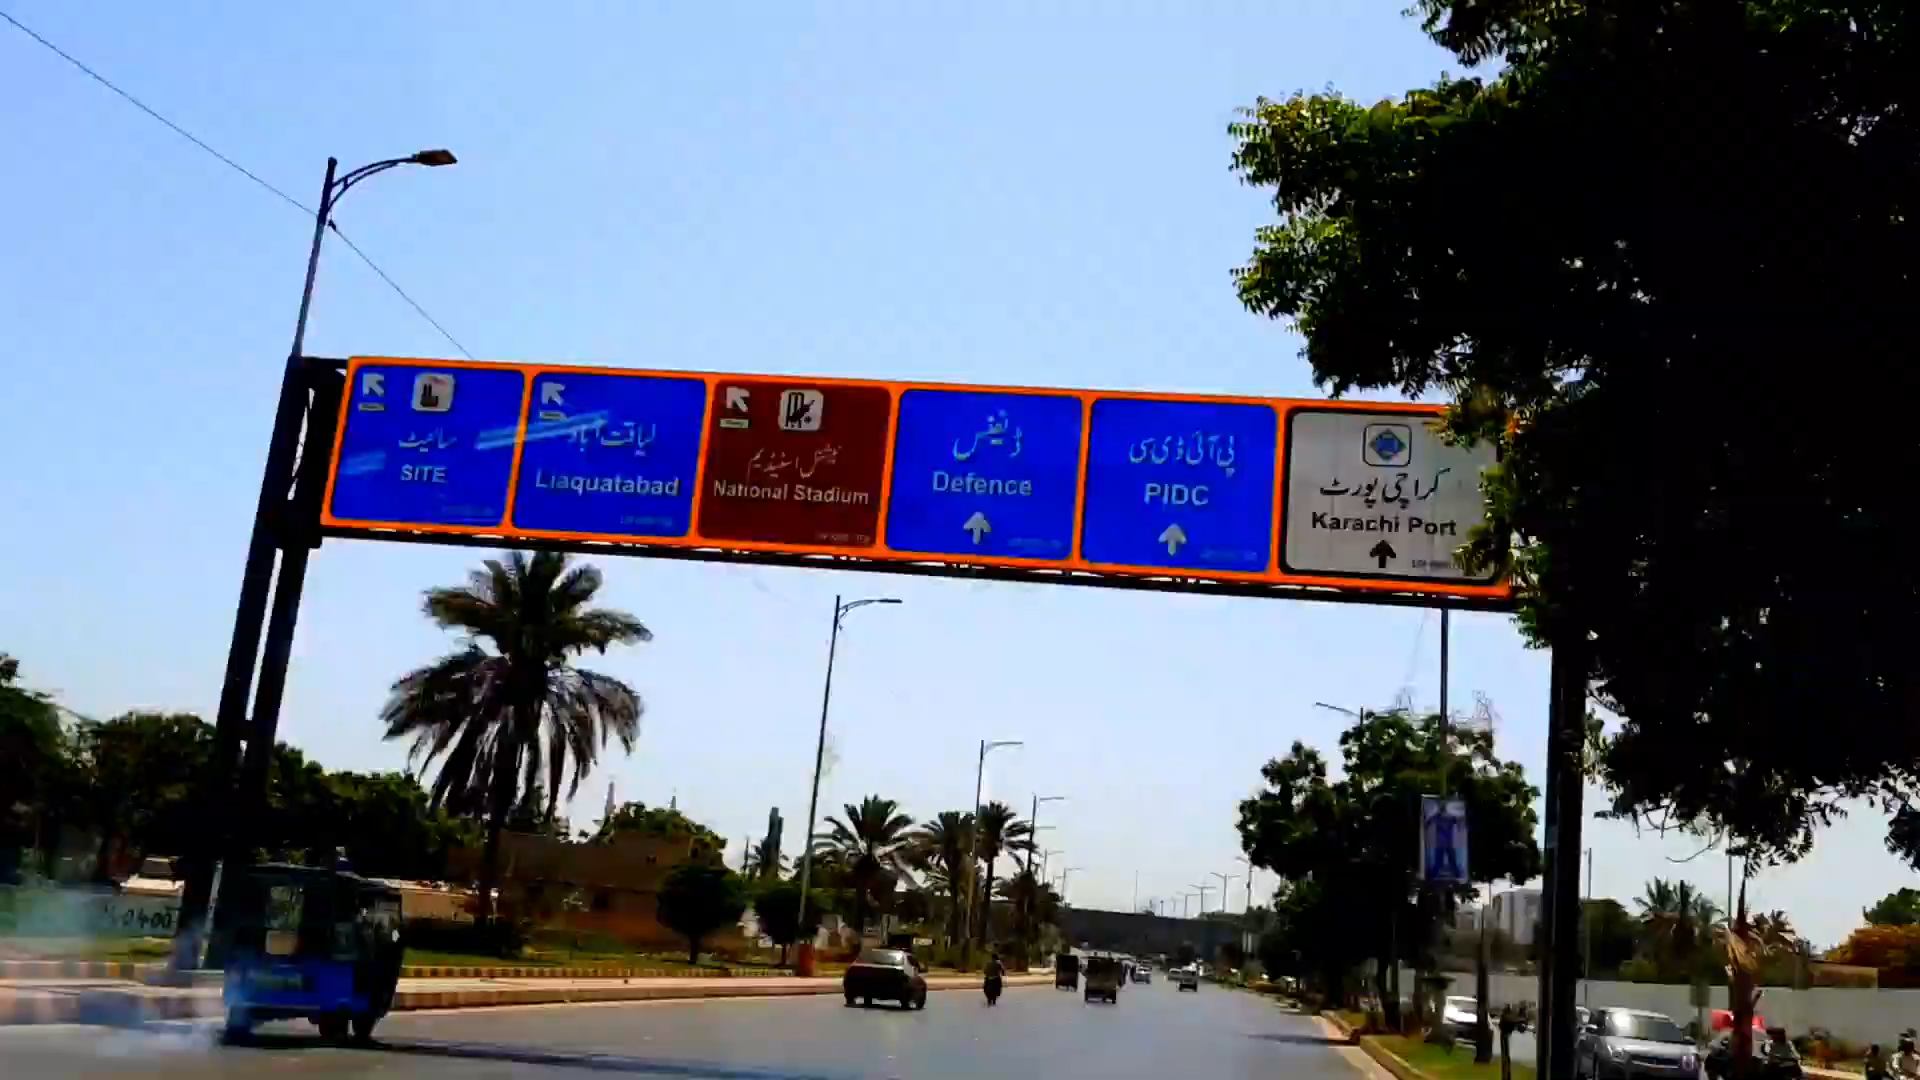 سائیٹ
SITE
لیاقت آباد
Liaquatabad
نیشنل اسٹیڈیم
National Stadium
ڈیفنس
Defence
پی آئی ڈی سی
PIDC
کراچی پورٹ
Karachi Port